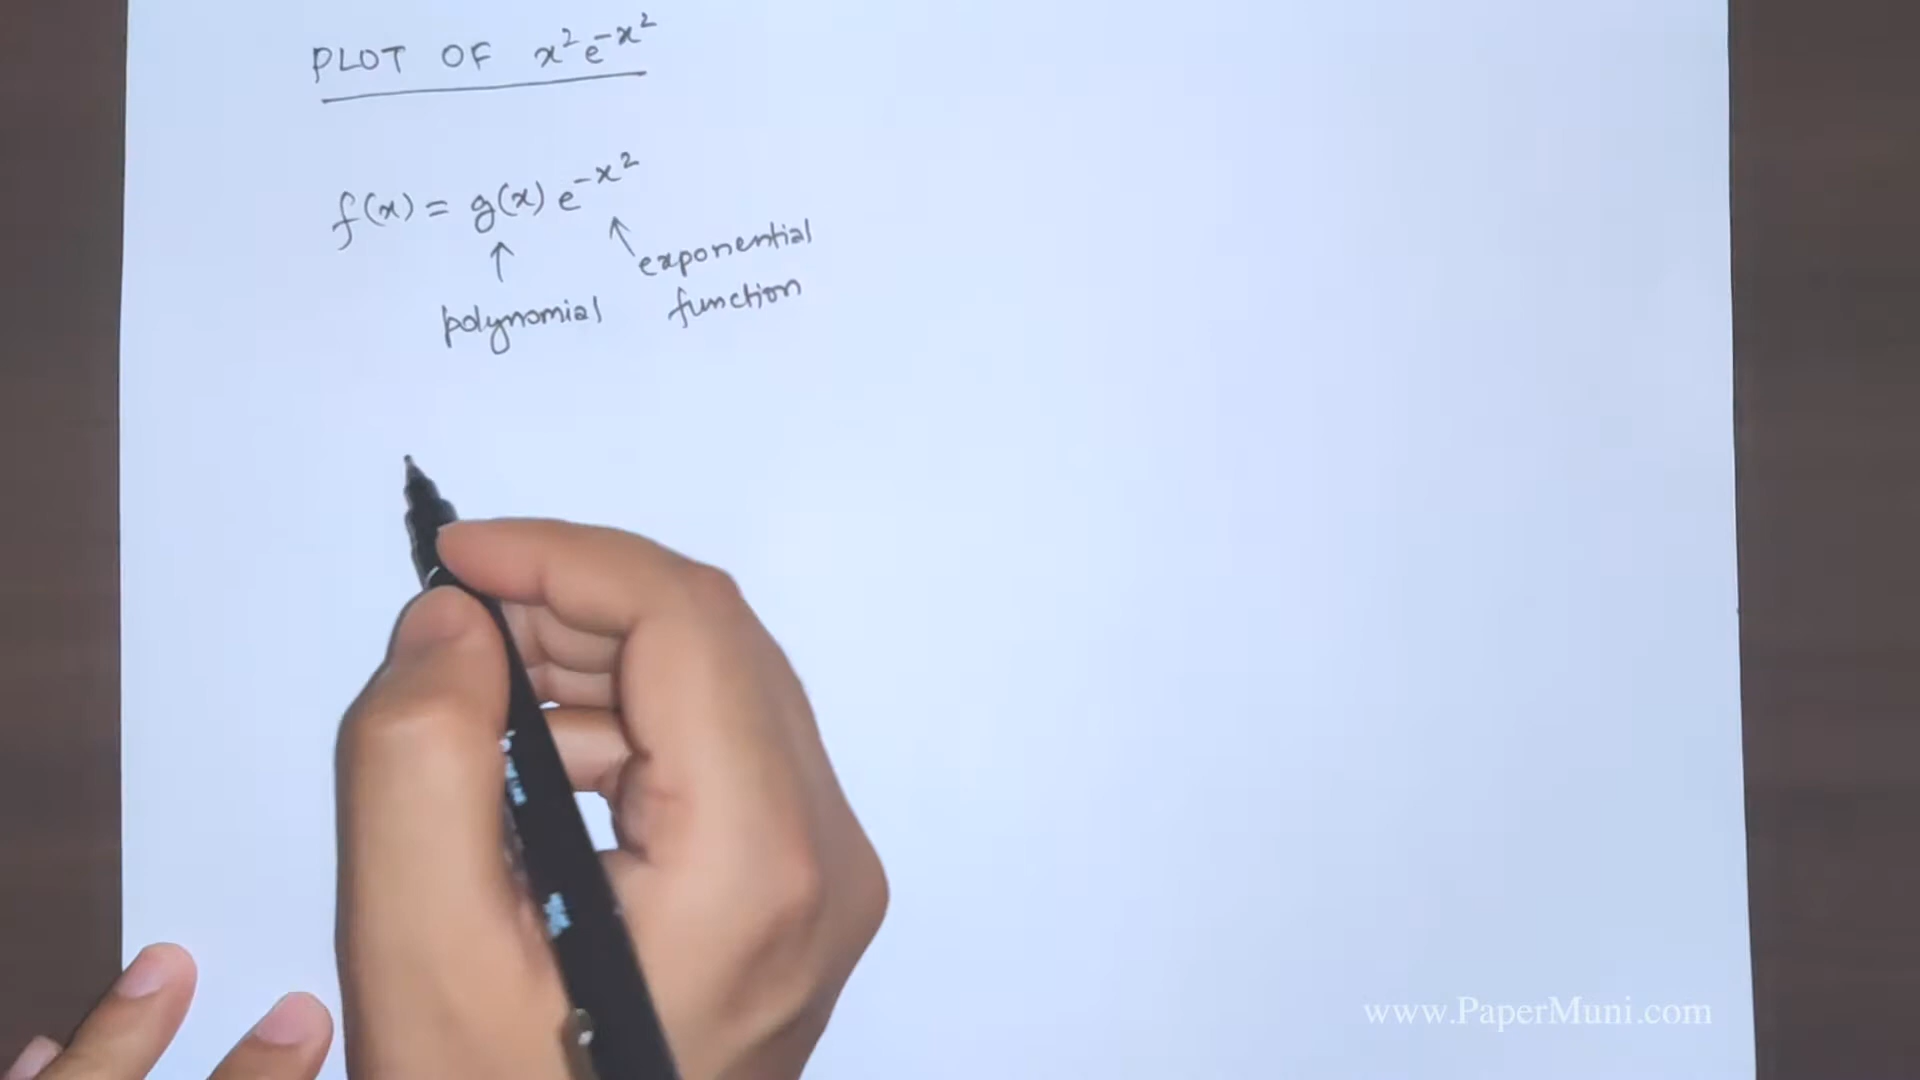 PLOT OF x²e^-x²
f(x) = g(x) e^-x²
↑ ↑ exponential
polynomial function
www.PaperMuni.com